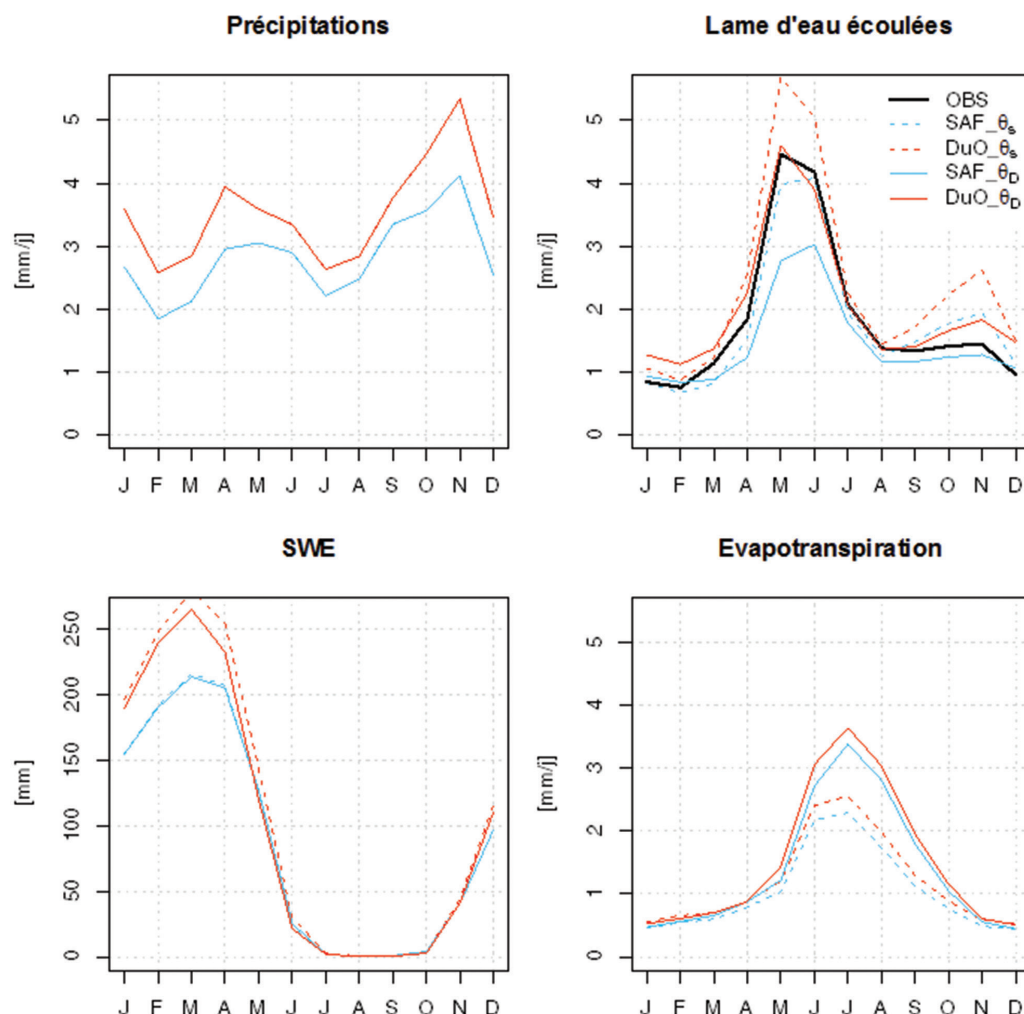 Précipitations
[mm/j]
5
4
3
2
1
0
J F M A M J J A S O N D
Lame d'eau écoulées
[mm/j]
5
4
3
2
1
0
OBS
SAF_θs
DuO_θs
SAF_θD
DuO_θD
J F M A M J J A S O N D
SWE
[mm]
250
200
150
100
50
0
J F M A M J J A S O N D
Evapotranspiration
[mm/j]
5
4
3
2
1
0
J F M A M J J A S O N D